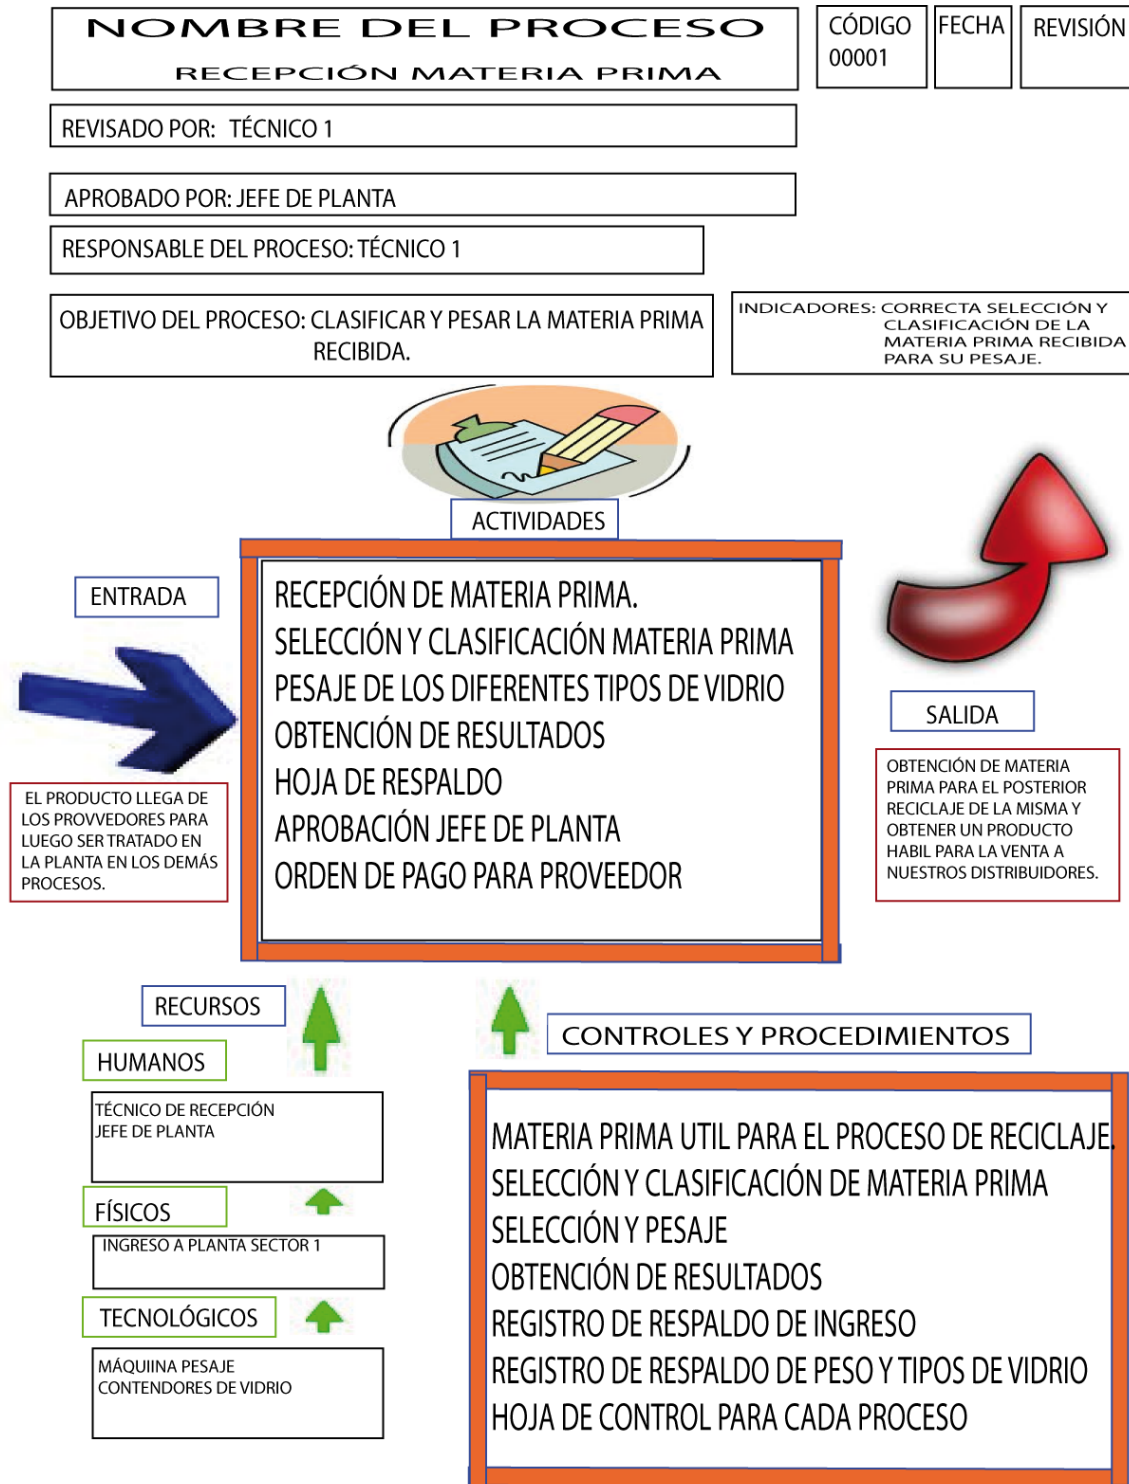 NOMBRE DEL PROCESO
RECEPCIÓN MATERIA PRIMA
CÓDIGO
00001
FECHA
REVISIÓN
REVISADO POR: TÉCNICO 1
APROBADO POR: JEFE DE PLANTA
RESPONSABLE DEL PROCESO: TÉCNICO 1
OBJETIVO DEL PROCESO: CLASIFICAR Y PESAR LA MATERIA PRIMA
RECIBIDA.
INDICADORES: CORRECTA SELECCIÓN Y
CLASIFICACIÓN DE LA
MATERIA PRIMA RECIBIDA
PARA SU PESAJE.
ACTIVIDADES
ENTRADA
EL PRODUCTO LLEGA DE
LOS PROVVEDORES PARA
LUEGO SER TRATADO EN
LA PLANTA EN LOS DEMÁS
PROCESOS.
RECEPCIÓN DE MATERIA PRIMA.
SELECCIÓN Y CLASIFICACIÓN MATERIA PRIMA
PESAJE DE LOS DIFERENTES TIPOS DE VIDRIO
OBTENCIÓN DE RESULTADOS
HOJA DE RESPALDO
APROBACIÓN JEFE DE PLANTA
ORDEN DE PAGO PARA PROVEEDOR
SALIDA
OBTENCIÓN DE MATERIA
PRIMA PARA EL POSTERIOR
RECICLAJE DE LA MISMA Y
OBTENER UN PRODUCTO
HABIL PARA LA VENTA A
NUESTROS DISTRIBUIDORES.
RECURSOS
HUMANOS
TÉCNICO DE RECEPCIÓN
JEFE DE PLANTA
FÍSICOS
INGRESO A PLANTA SECTOR 1
TECNOLÓGICOS
MÁQUIINA PESAJE
CONTENDORES DE VIDRIO
CONTROLES Y PROCEDIMIENTOS
MATERIA PRIMA UTIL PARA EL PROCESO DE RECICLAJE.
SELECCIÓN Y CLASIFICACIÓN DE MATERIA PRIMA
SELECCIÓN Y PESAJE
OBTENCIÓN DE RESULTADOS
REGISTRO DE RESPALDO DE INGRESO
REGISTRO DE RESPALDO DE PESO Y TIPOS DE VIDRIO
HOJA DE CONTROL PARA CADA PROCESO